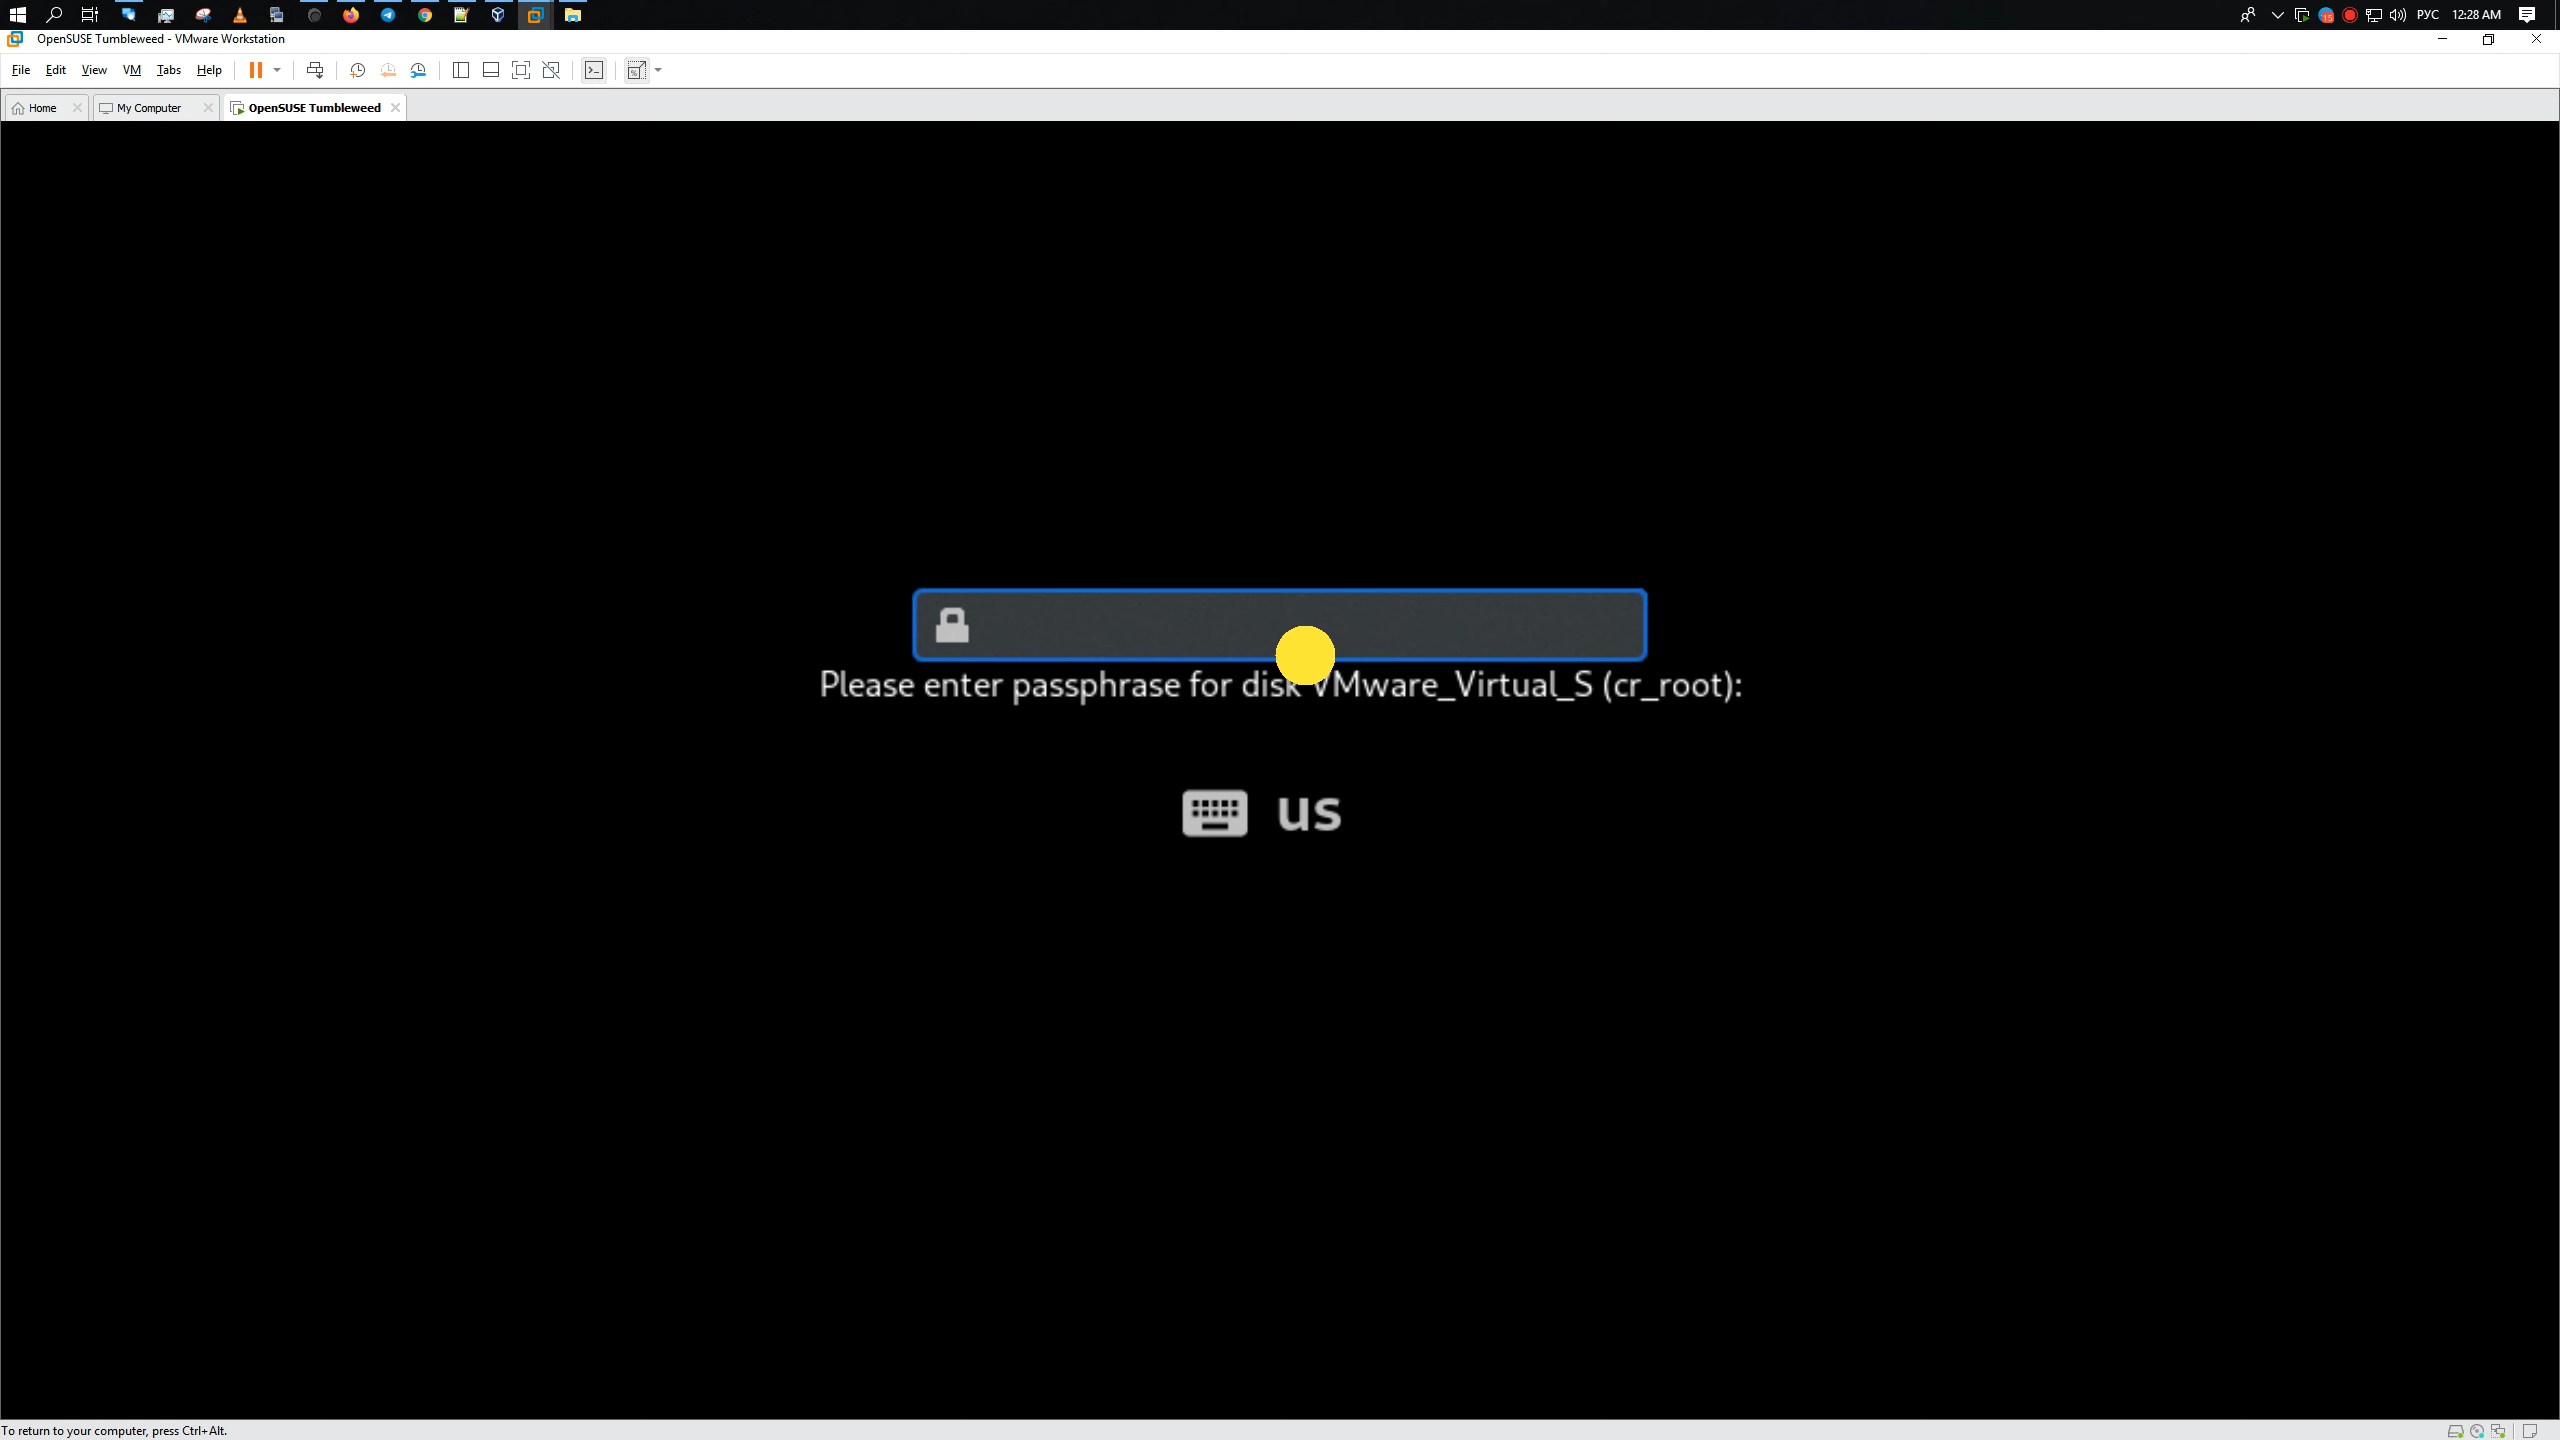 РУС 12:28 AM
OpenSUSE Tumbleweed - VMware Workstation
File Edit View VM Tabs Help
Home My Computer OpenSUSE Tumbleweed
Please enter passphrase for disk VMware_Virtual_S (cr_root):
us
To return to your computer, press Ctrl+Alt.